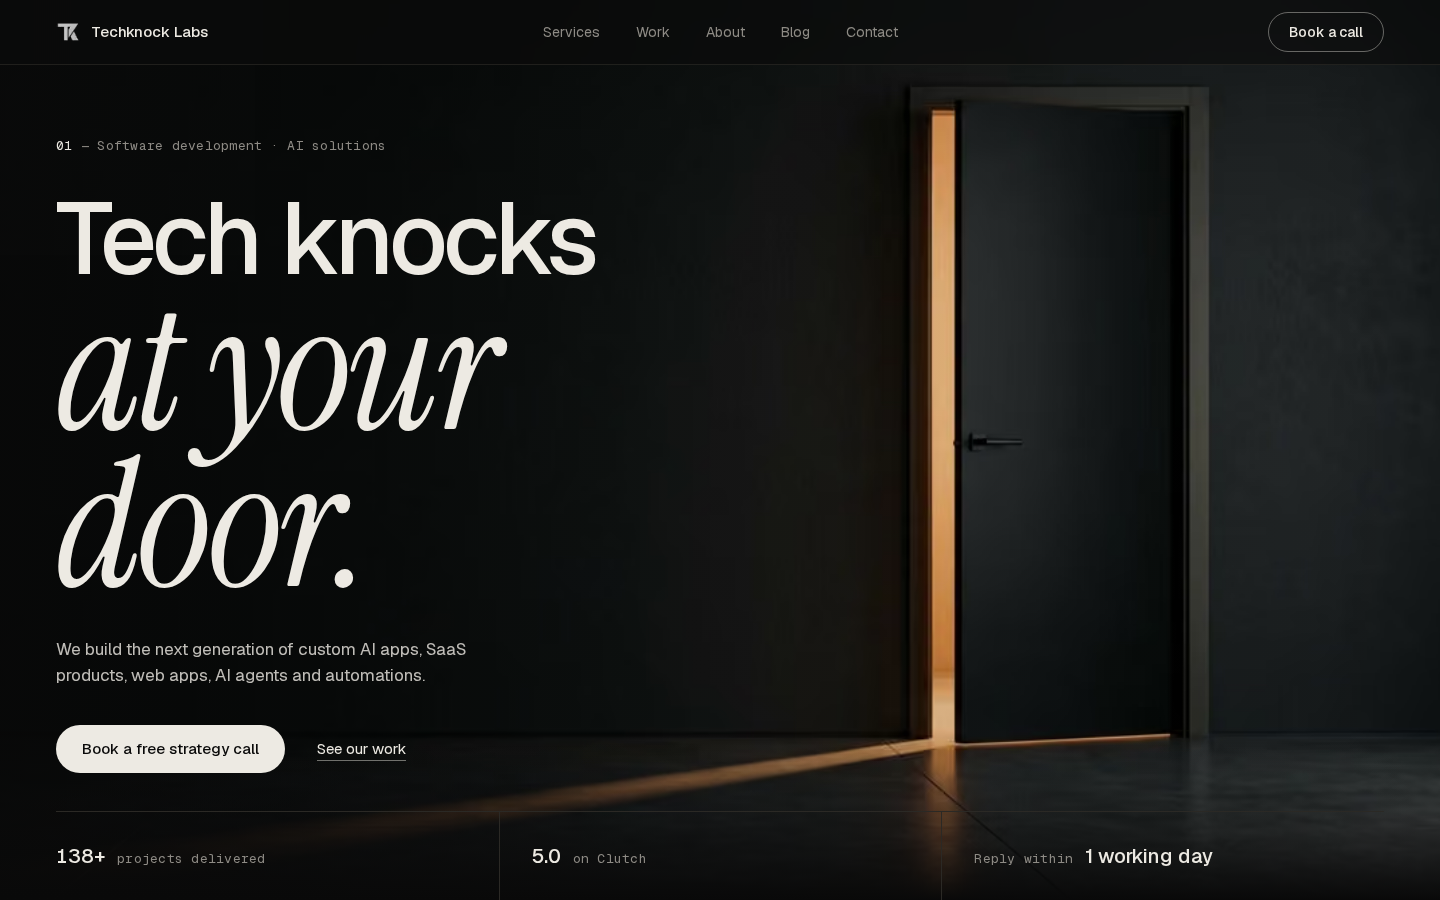 TK Techknock Labs
Services Work About Blog Contact
Book a call
01 — Software development · AI solutions
Tech knocks
at your
door.
We build the next generation of custom AI apps, SaaS
products, web apps, AI agents and automations.
Book a free strategy call See our work
138+ projects delivered
5.0 on Clutch
Reply within 1 working day